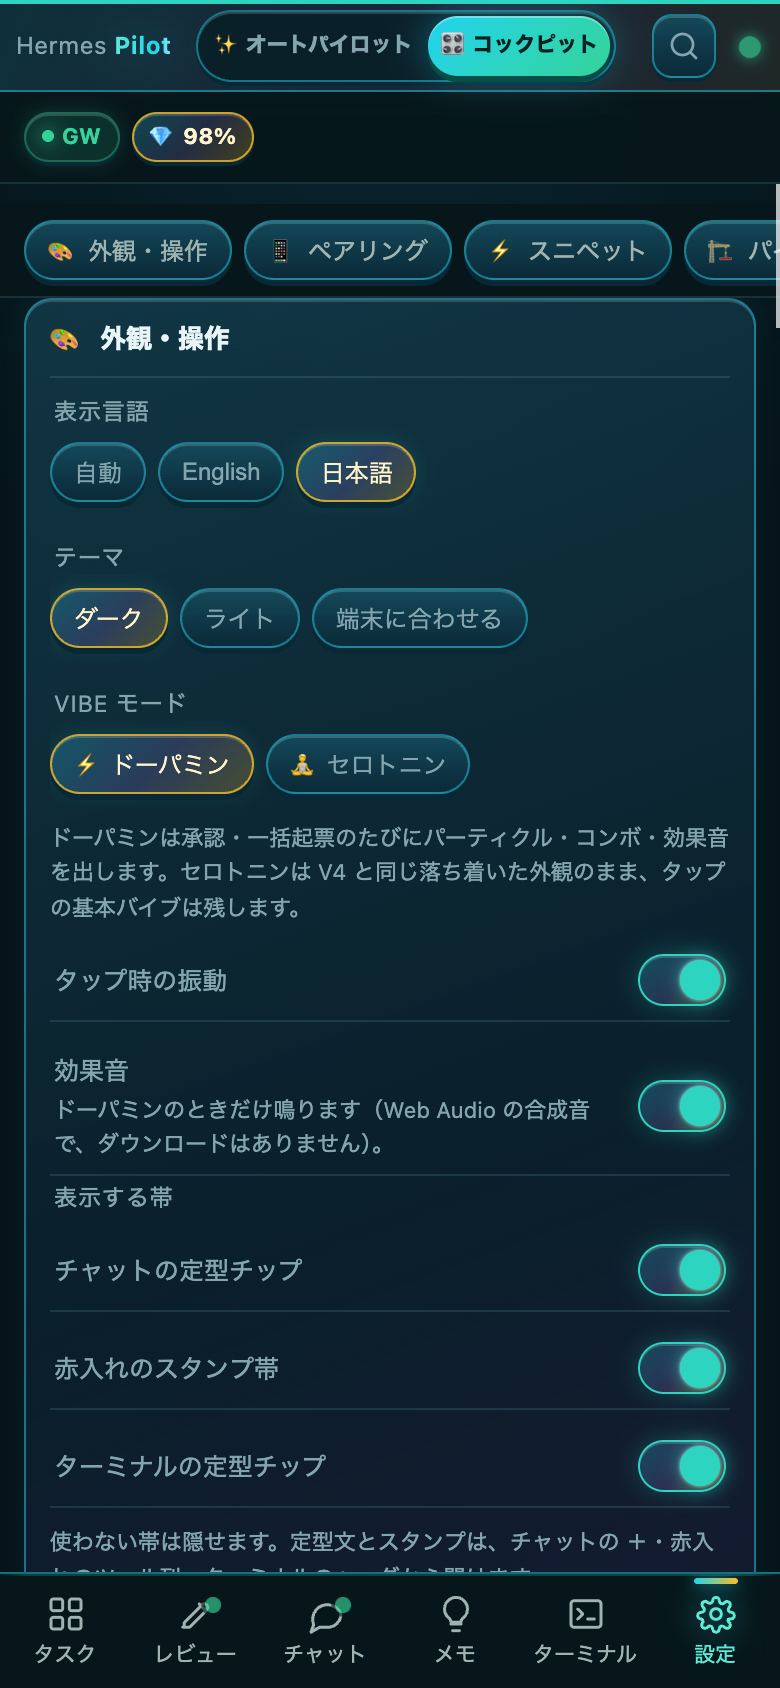 Hermes Pilot
✨ オートパイロット
🎛️ コックピット
GW
💎 98%
🎨 外観・操作
📱 ペアリング
⚡ スニペット
🏗️
🎨 外観・操作
表示言語
自動
English
日本語
テーマ
ダーク
ライト
端末に合わせる
VIBE モード
⚡ ドーパミン
🧘 セロトニン
ドーパミンは承認・一括起票のたびにパーティクル・コンボ・効果音
を出します。セロトニンは V4 と同じ落ち着いた外観のまま、タップ
の基本バイブは残します。
タップ時の振動
効果音
ドーパミンのときだけ鳴ります（Web Audio の合成音
で、ダウンロードはありません）。
表示する帯
チャットの定型チップ
赤入れのスタンプ帯
ターミナルの定型チップ
使わない帯は隠せます。定型文とスタンプは、チャットの ＋・赤入
タスク
レビュー
チャット
メモ
ターミナル
設定